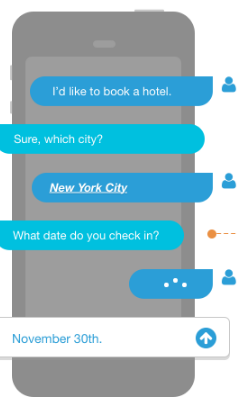 I'd like to book a hotel.
Sure, which city?
New York City
What date do you check in?
November 30th.